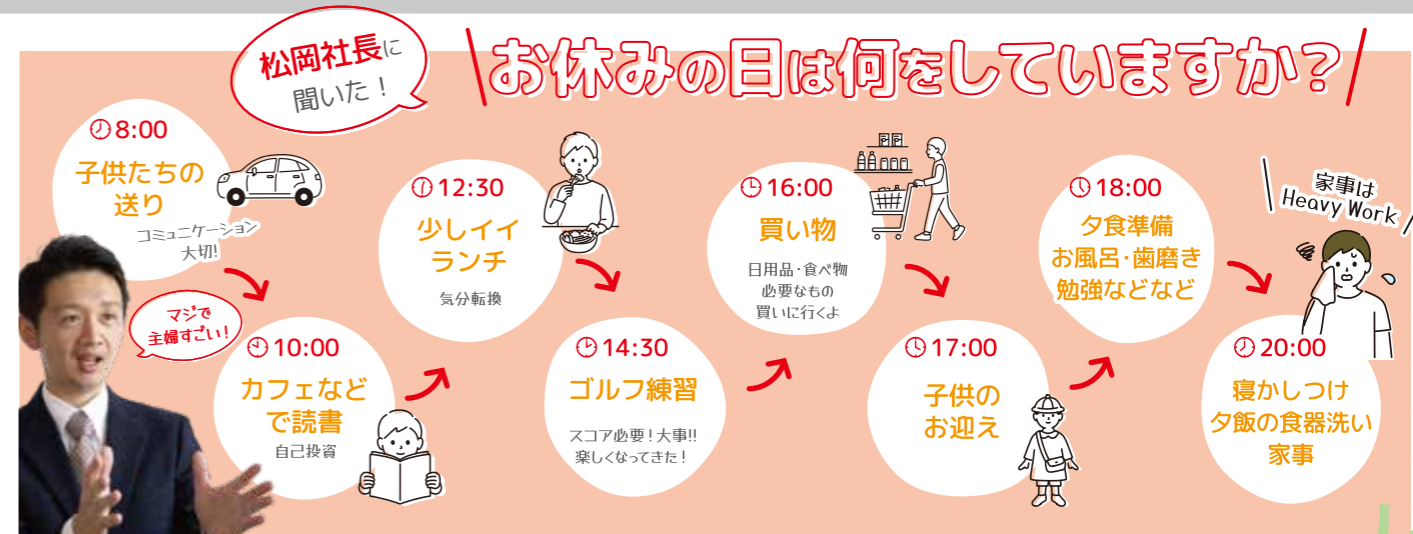 松岡社長に
聞いた！
お休みの日は何をしていますか？
8:00
子供たちの
送り
コミュニケーション
大切!
マジで
主婦すごい！
10:00
カフェなど
で読書
自己投資
12:30
少しイイ
ランチ
気分転換
14:30
ゴルフ練習
スコア必要！大事!!
楽しくなってきた！
16:00
買い物
日用品・食べ物
必要なもの
買いに行くよ
17:00
子供の
お迎え
18:00
夕食準備
お風呂・歯磨き
勉強などなど
家事は
Heavy Work
20:00
寝かしつけ
夕飯の食器洗い
家事